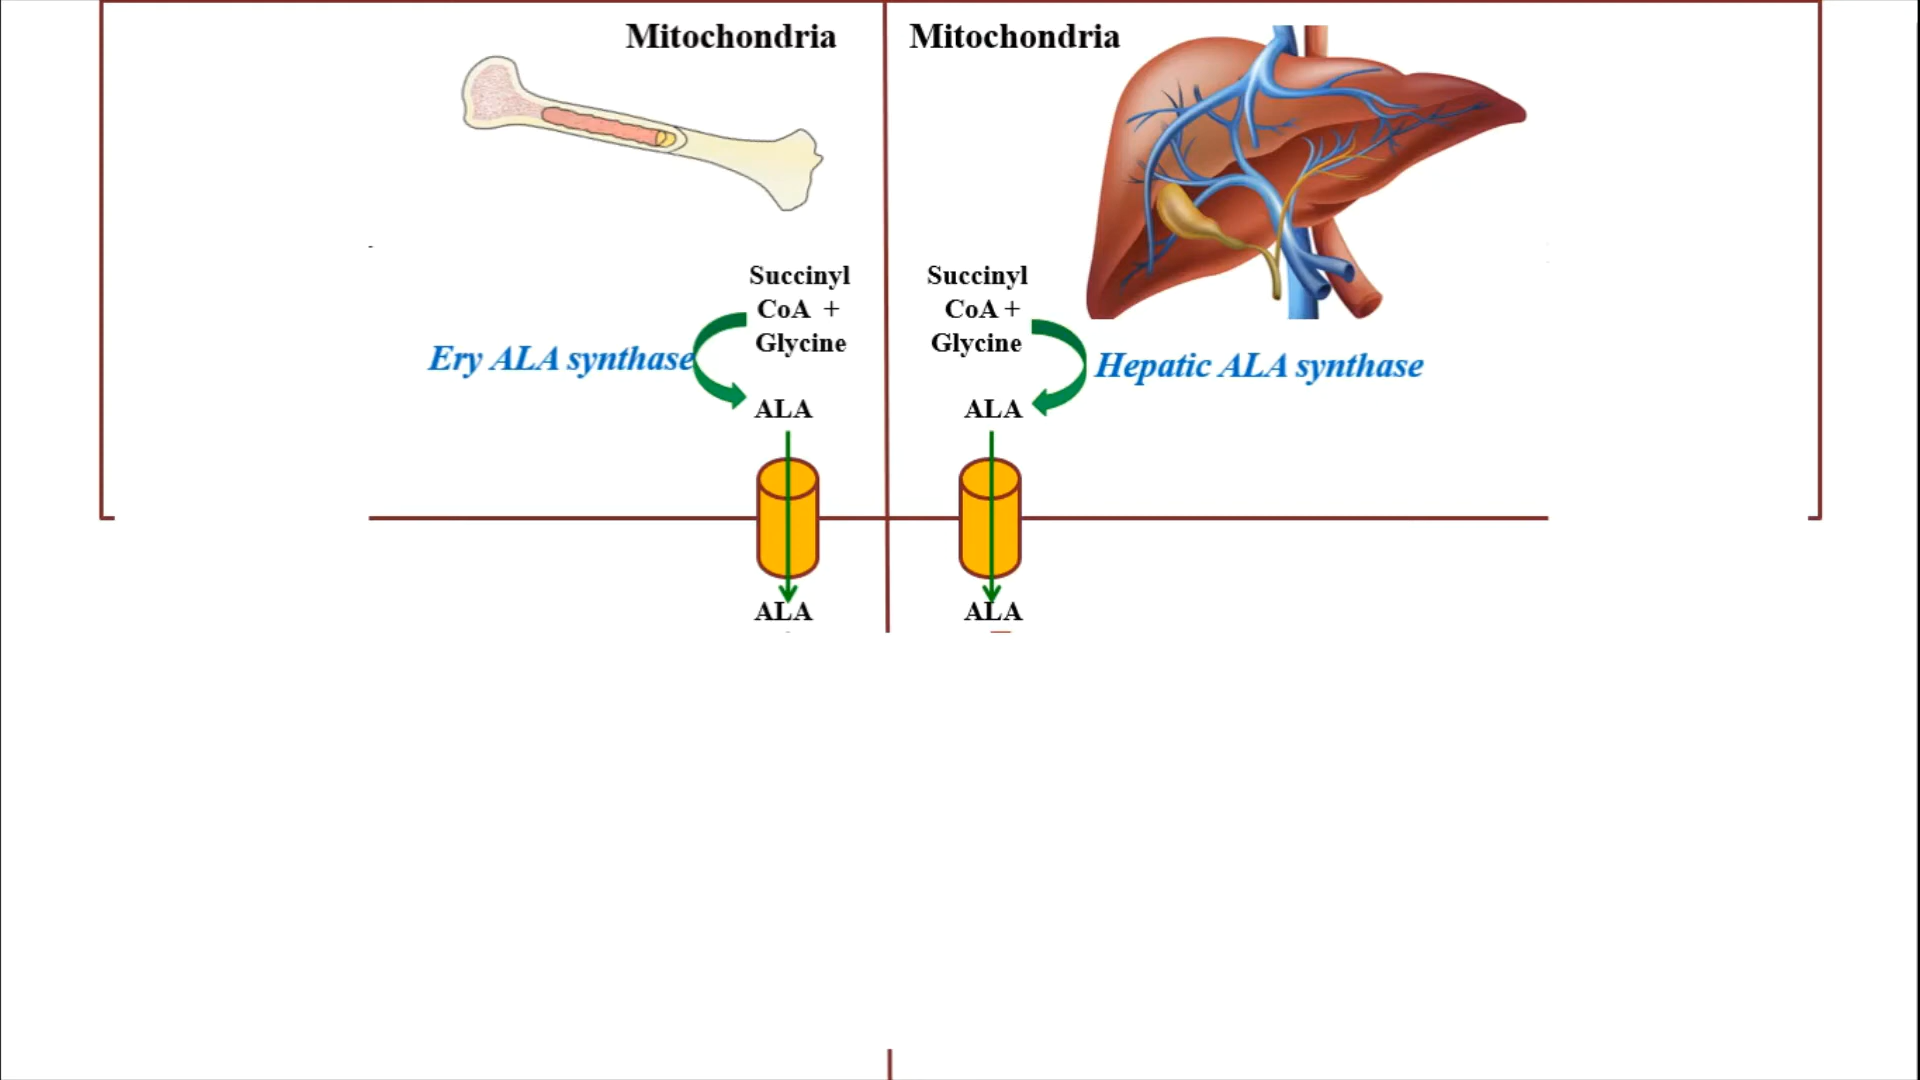 Mitochondria
Succinyl
CoA +
Glycine
Ery ALA synthase
ALA
ALA
Mitochondria
Succinyl
CoA +
Glycine
Hepatic ALA synthase
ALA
ALA